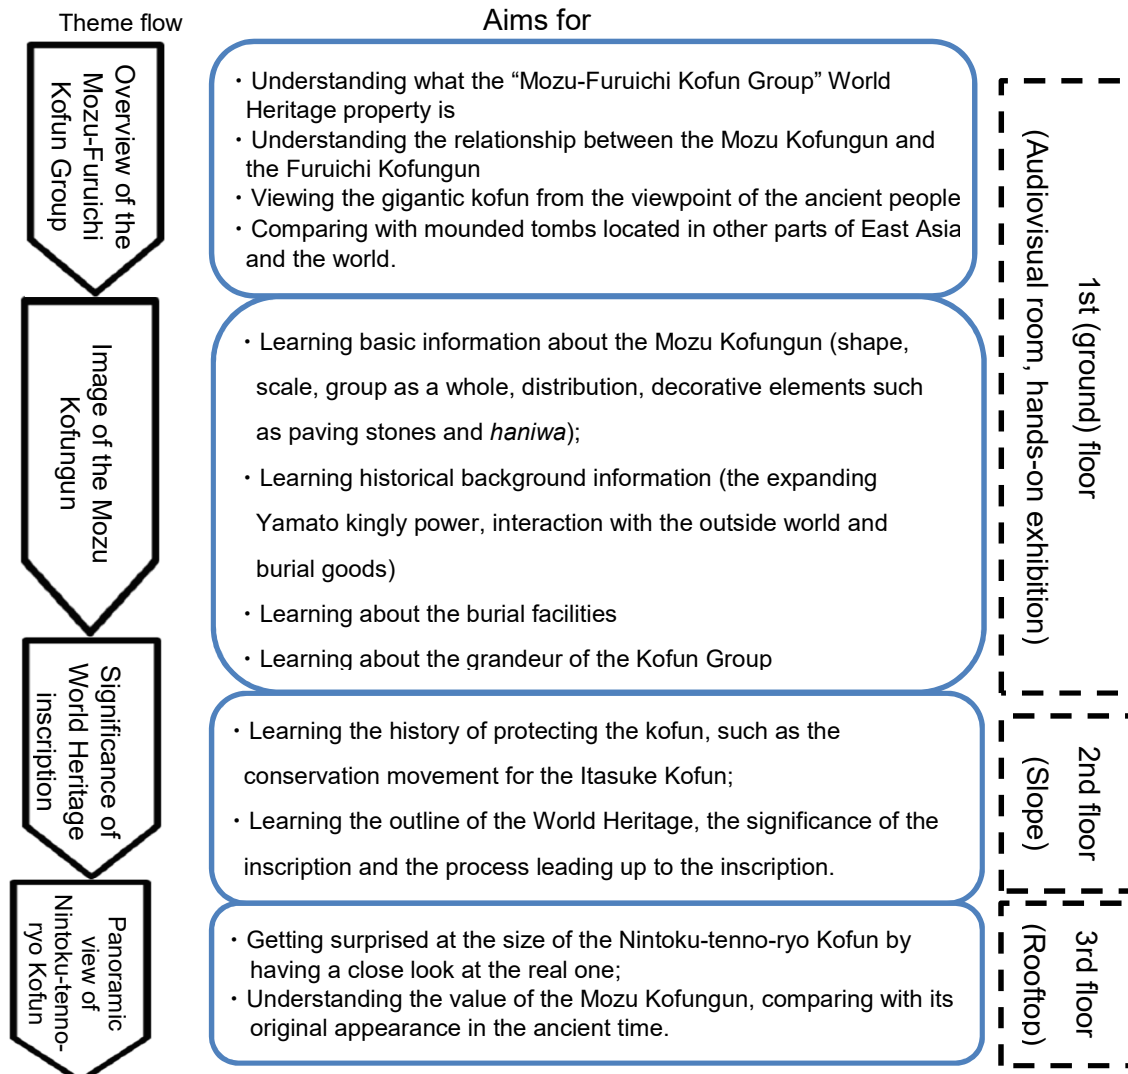 Theme flow
Aims for
Overview of the
Mozu-Furuichi
Kofun Group
・Understanding what the “Mozu-Furuichi Kofun Group” World
Heritage property is
・Understanding the relationship between the Mozu Kofungun and
the Furuichi Kofungun
・Viewing the gigantic kofun from the viewpoint of the ancient people
・Comparing with mounded tombs located in other parts of East Asia
and the world.
Image of the Mozu
Kofungun
・Learning basic information about the Mozu Kofungun (shape,
scale, group as a whole, distribution, decorative elements such
as paving stones and haniwa);
・Learning historical background information (the expanding
Yamato kingly power, interaction with the outside world and
burial goods)
・Learning about the burial facilities
・Learning about the grandeur of the Kofun Group
1st (ground) floor
(Audiovisual room, hands-on exhibition)
Significance of
World Heritage
inscription
・Learning the history of protecting the kofun, such as the
conservation movement for the Itasuke Kofun;
・Learning the outline of the World Heritage, the significance of the
inscription and the process leading up to the inscription.
2nd floor
(Slope)
Panoramic
view of
Nintoku-tenno-
ryo Kofun
・Getting surprised at the size of the Nintoku-tenno-ryo Kofun by
having a close look at the real one;
・Understanding the value of the Mozu Kofungun, comparing with its
original appearance in the ancient time.
3rd floor
(Rooftop)